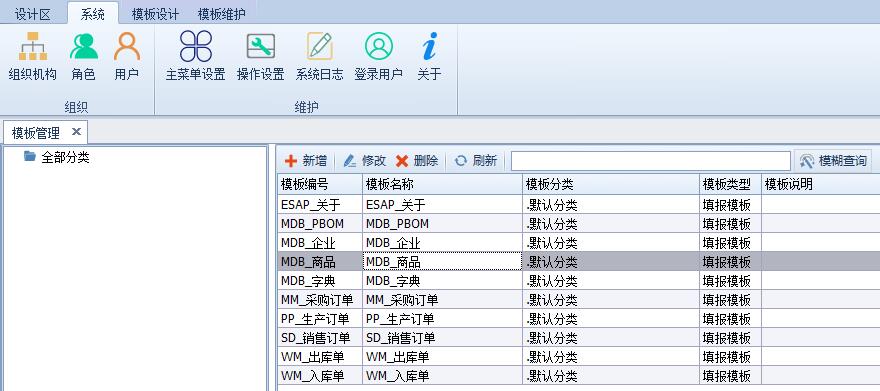 设计区 系统 模板设计 模板维护
组织机构 角色 用户 主菜单设置 操作设置 系统日志 登录用户 关于
组织 维护
模板管理
全部分类
新增 修改 删除 刷新 模糊查询
模板编号 模板名称 模板分类 模板类型 模板说明
ESAP_关于 ESAP_关于 .默认分类 填报模板
MDB_PBOM MDB_PBOM .默认分类 填报模板
MDB_企业 MDB_企业 .默认分类 填报模板
MDB_商品 MDB_商品 .默认分类 填报模板
MDB_字典 MDB_字典 .默认分类 填报模板
MM_采购订单 MM_采购订单 .默认分类 填报模板
PP_生产订单 PP_生产订单 .默认分类 填报模板
SD_销售订单 SD_销售订单 .默认分类 填报模板
WM_出库单 WM_出库单 .默认分类 填报模板
WM_入库单 WM_入库单 .默认分类 填报模板